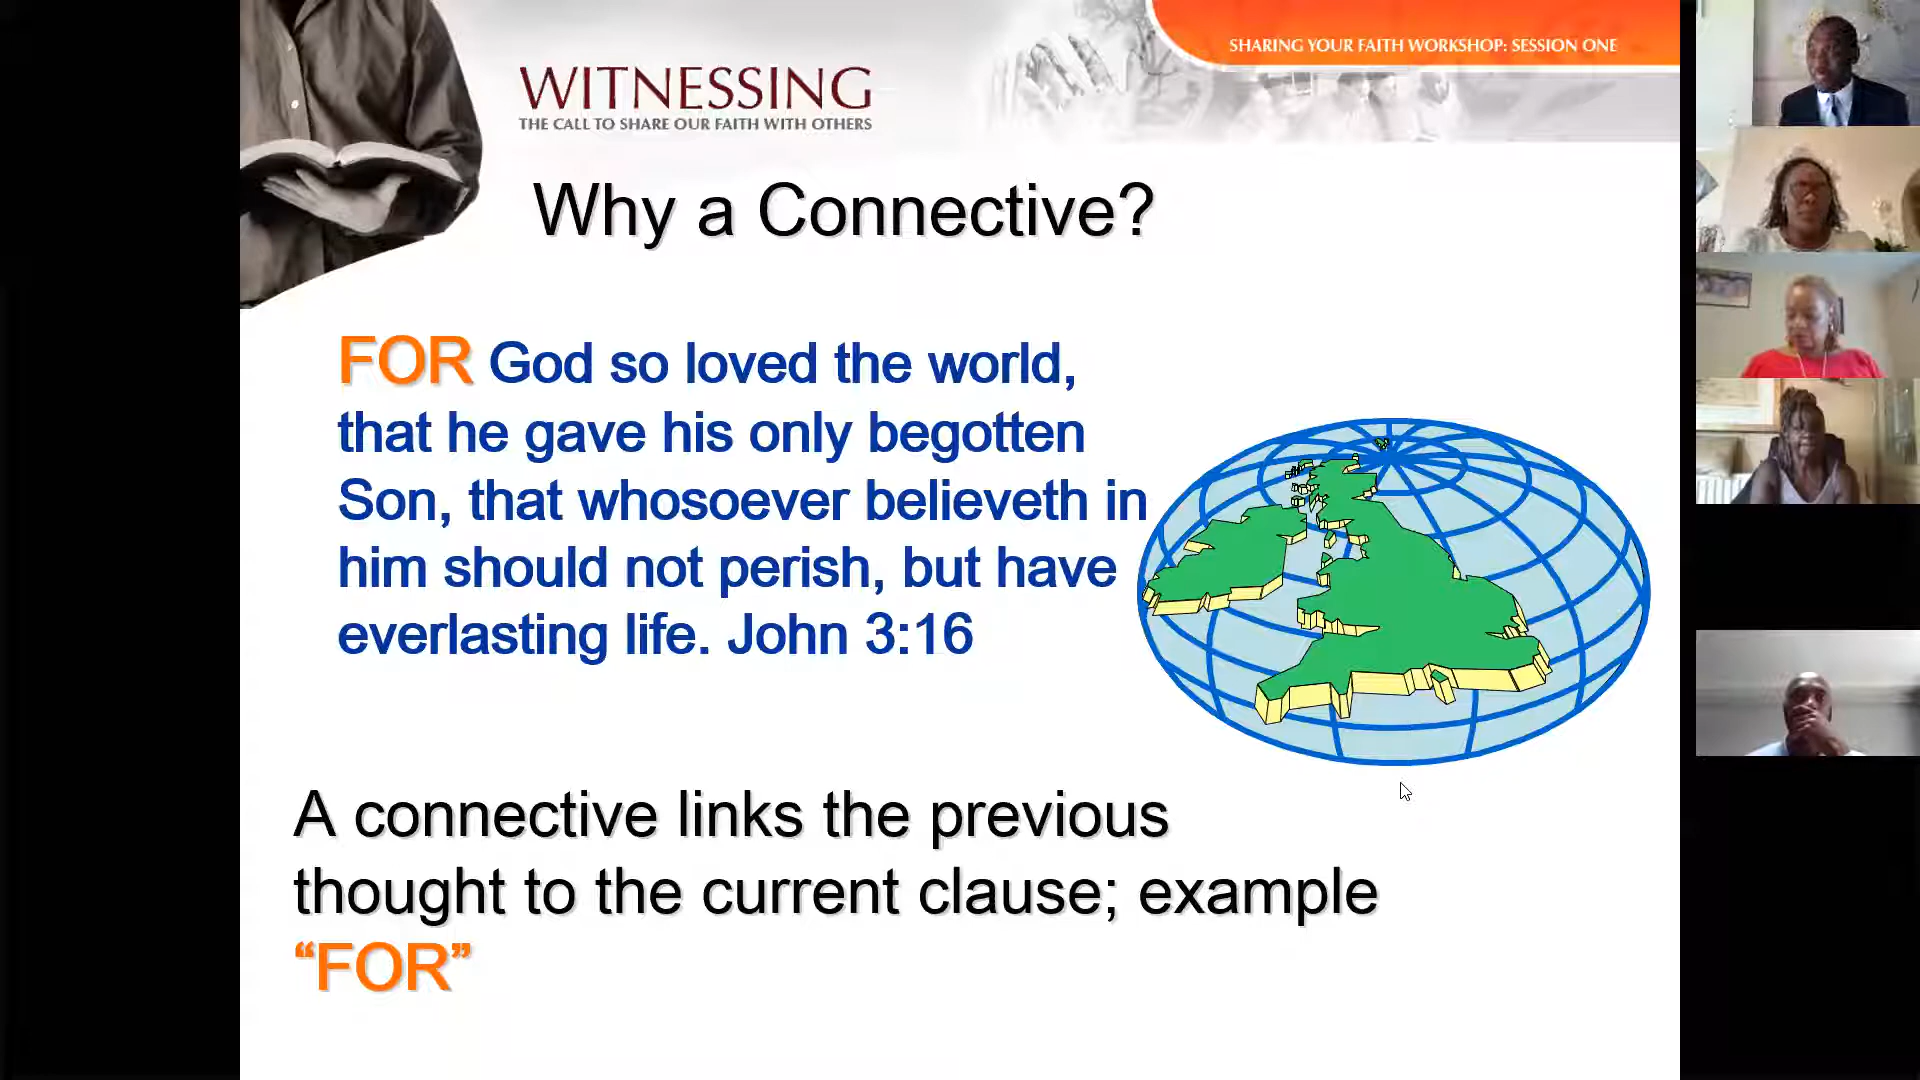 SHARING YOUR FAITH WORKSHOP: SESSION ONE
WITNESSING
THE CALL TO SHARE OUR FAITH WITH OTHERS
Why a Connective?
FOR God so loved the world,
that he gave his only begotten
Son, that whosoever believeth in
him should not perish, but have
everlasting life. John 3:16
A connective links the previous
thought to the current clause; example
“FOR”